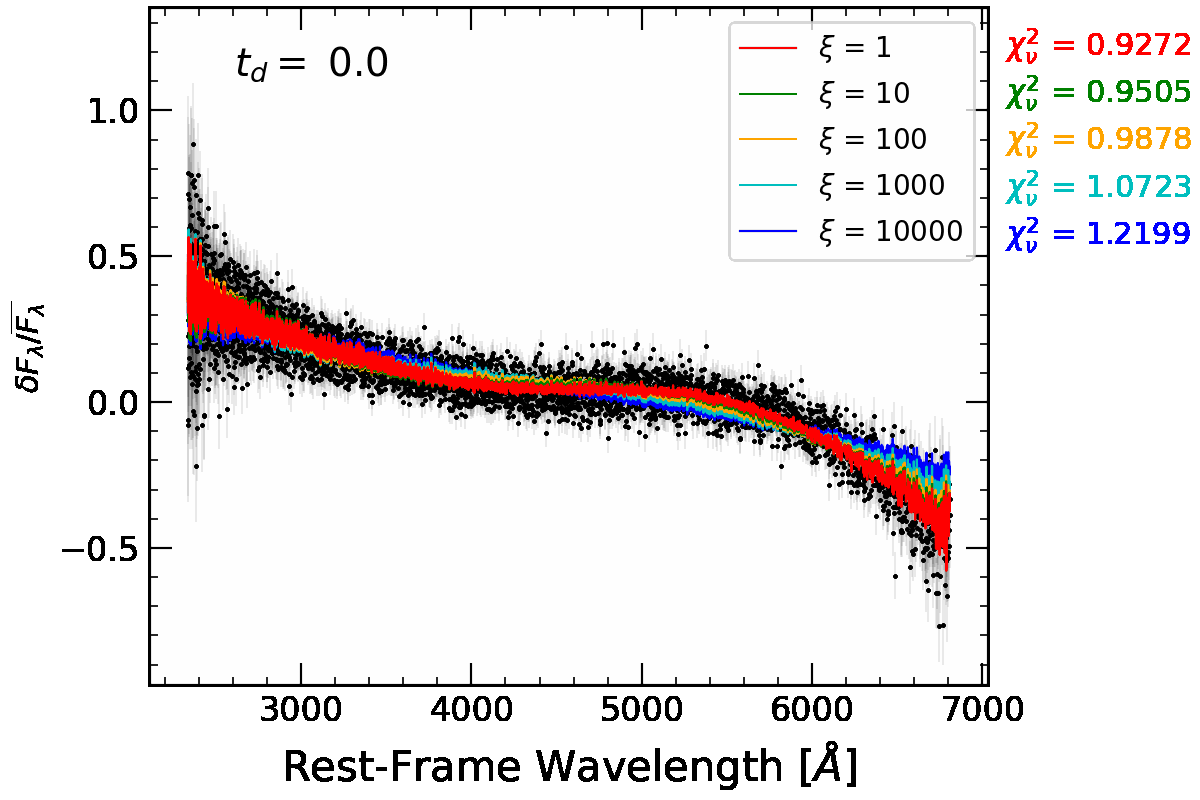 t_d = 0.0
ξ = 1
ξ = 10
ξ = 100
ξ = 1000
ξ = 10000
χ²_ν = 0.9272
χ²_ν = 0.9505
χ²_ν = 0.9878
χ²_ν = 1.0723
χ²_ν = 1.2199
1.0
0.5
0.0
−0.5
δF_λ/F̅_λ
3000 4000 5000 6000 7000
Rest-Frame Wavelength [Å]